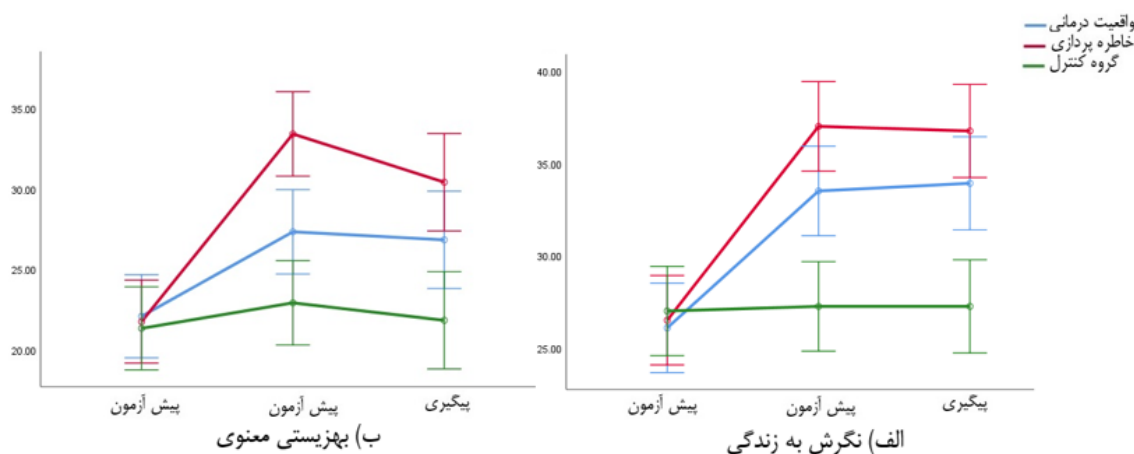 واقعیت درمانی
خاطره پردازی
گروه کنترل
40.00
35.00
30.00
25.00
پیش آزمون
پیش آزمون
پیگیری
الف) نگرش به زندگی
35.00
30.00
25.00
20.00
پیش آزمون
پیش آزمون
پیگیری
ب) بهزیستی معنوی